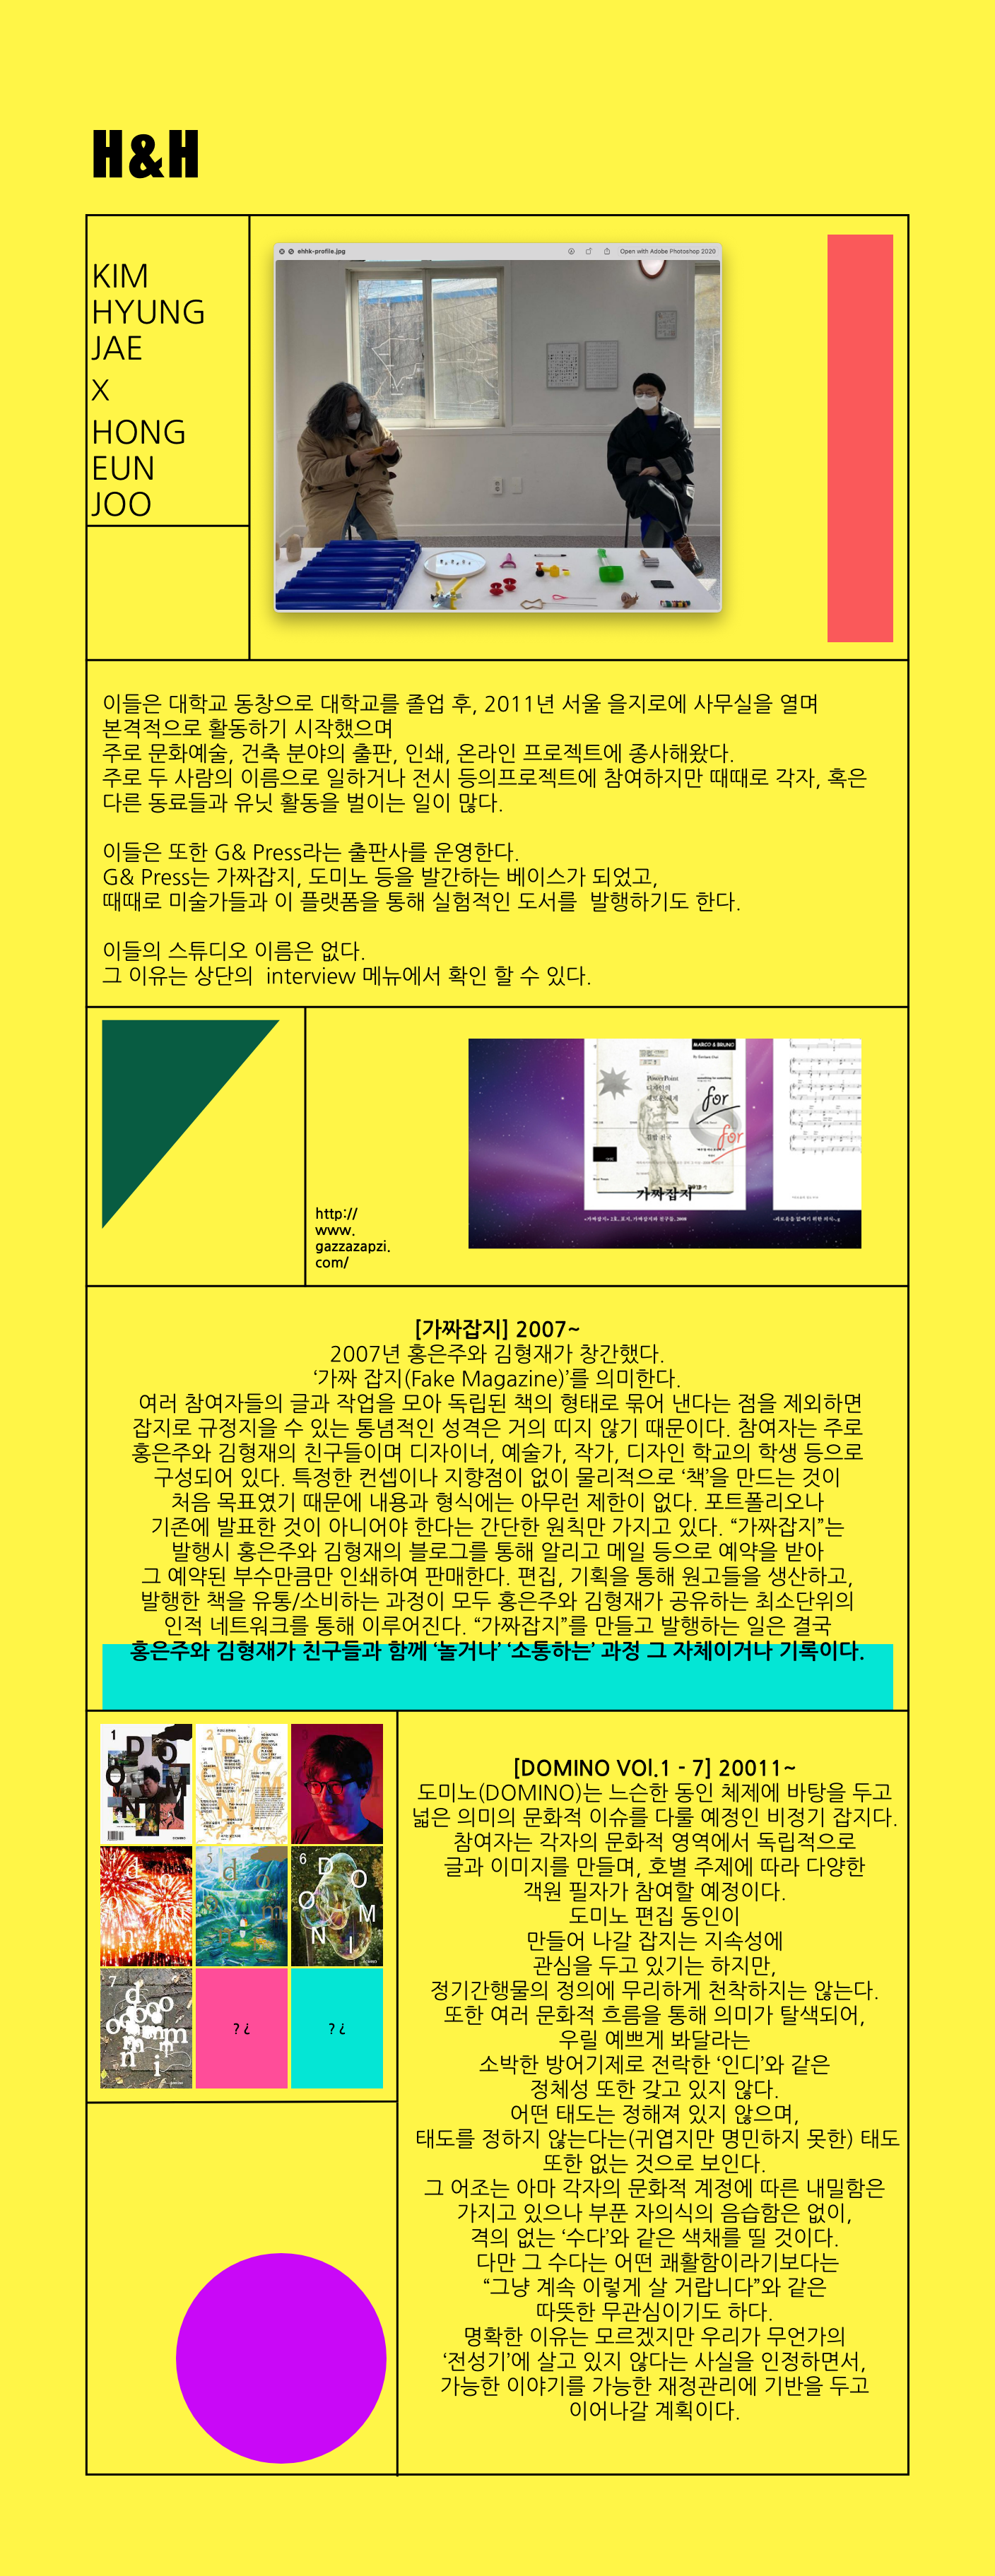 H&H
KIM
HYUNG
JAE
X
HONG
EUN
JOO
ehhk-profile.jpg
Open with Adobe Photoshop 2020
이들은 대학교 동창으로 대학교를 졸업 후, 2011년 서울 을지로에 사무실을 열며
본격적으로 활동하기 시작했으며
주로 문화예술, 건축 분야의 출판, 인쇄, 온라인 프로젝트에 종사해왔다.
주로 두 사람의 이름으로 일하거나 전시 등의프로젝트에 참여하지만 때때로 각자, 혹은
다른 동료들과 유닛 활동을 벌이는 일이 많다.
이들은 또한 G& Press라는 출판사를 운영한다.
G& Press는 가짜잡지, 도미노 등을 발간하는 베이스가 되었고,
때때로 미술가들과 이 플랫폼을 통해 실험적인 도서를 발행하기도 한다.
이들의 스튜디오 이름은 없다.
그 이유는 상단의 interview 메뉴에서 확인 할 수 있다.
MARCO & BRUNO
PowerPoint
디자인의
for
for
가짜잡지
http://
www.
gazzazapzi.
com/
[가짜잡지] 2007~
2007년 홍은주와 김형재가 창간했다.
‘가짜 잡지(Fake Magazine)’를 의미한다.
여러 참여자들의 글과 작업을 모아 독립된 책의 형태로 묶어 낸다는 점을 제외하면
잡지로 규정지을 수 있는 통념적인 성격은 거의 띠지 않기 때문이다. 참여자는 주로
홍은주와 김형재의 친구들이며 디자이너, 예술가, 작가, 디자인 학교의 학생 등으로
구성되어 있다. 특정한 컨셉이나 지향점이 없이 물리적으로 ‘책’을 만드는 것이
처음 목표였기 때문에 내용과 형식에는 아무런 제한이 없다. 포트폴리오나
기존에 발표한 것이 아니어야 한다는 간단한 원칙만 가지고 있다. “가짜잡지”는
발행시 홍은주와 김형재의 블로그를 통해 알리고 메일 등으로 예약을 받아
그 예약된 부수만큼만 인쇄하여 판매한다. 편집, 기획을 통해 원고들을 생산하고,
발행한 책을 유통/소비하는 과정이 모두 홍은주와 김형재가 공유하는 최소단위의
인적 네트워크를 통해 이루어진다. “가짜잡지”를 만들고 발행하는 일은 결국
홍은주와 김형재가 친구들과 함께 ‘놀거나’ ‘소통하는’ 과정 그 자체이거나 기록이다.
1 D O O M N
2 D O M
4 d m n
5 d o m n
6 D O O M N I
7 d o m n i
? ¿
? ¿
[DOMINO VOl.1 - 7] 20011~
도미노(DOMINO)는 느슨한 동인 체제에 바탕을 두고
넓은 의미의 문화적 이슈를 다룰 예정인 비정기 잡지다.
참여자는 각자의 문화적 영역에서 독립적으로
글과 이미지를 만들며, 호별 주제에 따라 다양한
객원 필자가 참여할 예정이다.
도미노 편집 동인이
만들어 나갈 잡지는 지속성에
관심을 두고 있기는 하지만,
정기간행물의 정의에 무리하게 천착하지는 않는다.
또한 여러 문화적 흐름을 통해 의미가 탈색되어,
우릴 예쁘게 봐달라는
소박한 방어기제로 전락한 ‘인디’와 같은
정체성 또한 갖고 있지 않다.
어떤 태도는 정해져 있지 않으며,
태도를 정하지 않는다는(귀엽지만 명민하지 못한) 태도
또한 없는 것으로 보인다.
그 어조는 아마 각자의 문화적 계정에 따른 내밀함은
가지고 있으나 부푼 자의식의 음습함은 없이,
격의 없는 ‘수다’와 같은 색채를 띨 것이다.
다만 그 수다는 어떤 쾌활함이라기보다는
“그냥 계속 이렇게 살 거랍니다”와 같은
따뜻한 무관심이기도 하다.
명확한 이유는 모르겠지만 우리가 무언가의
‘전성기’에 살고 있지 않다는 사실을 인정하면서,
가능한 이야기를 가능한 재정관리에 기반을 두고
이어나갈 계획이다.